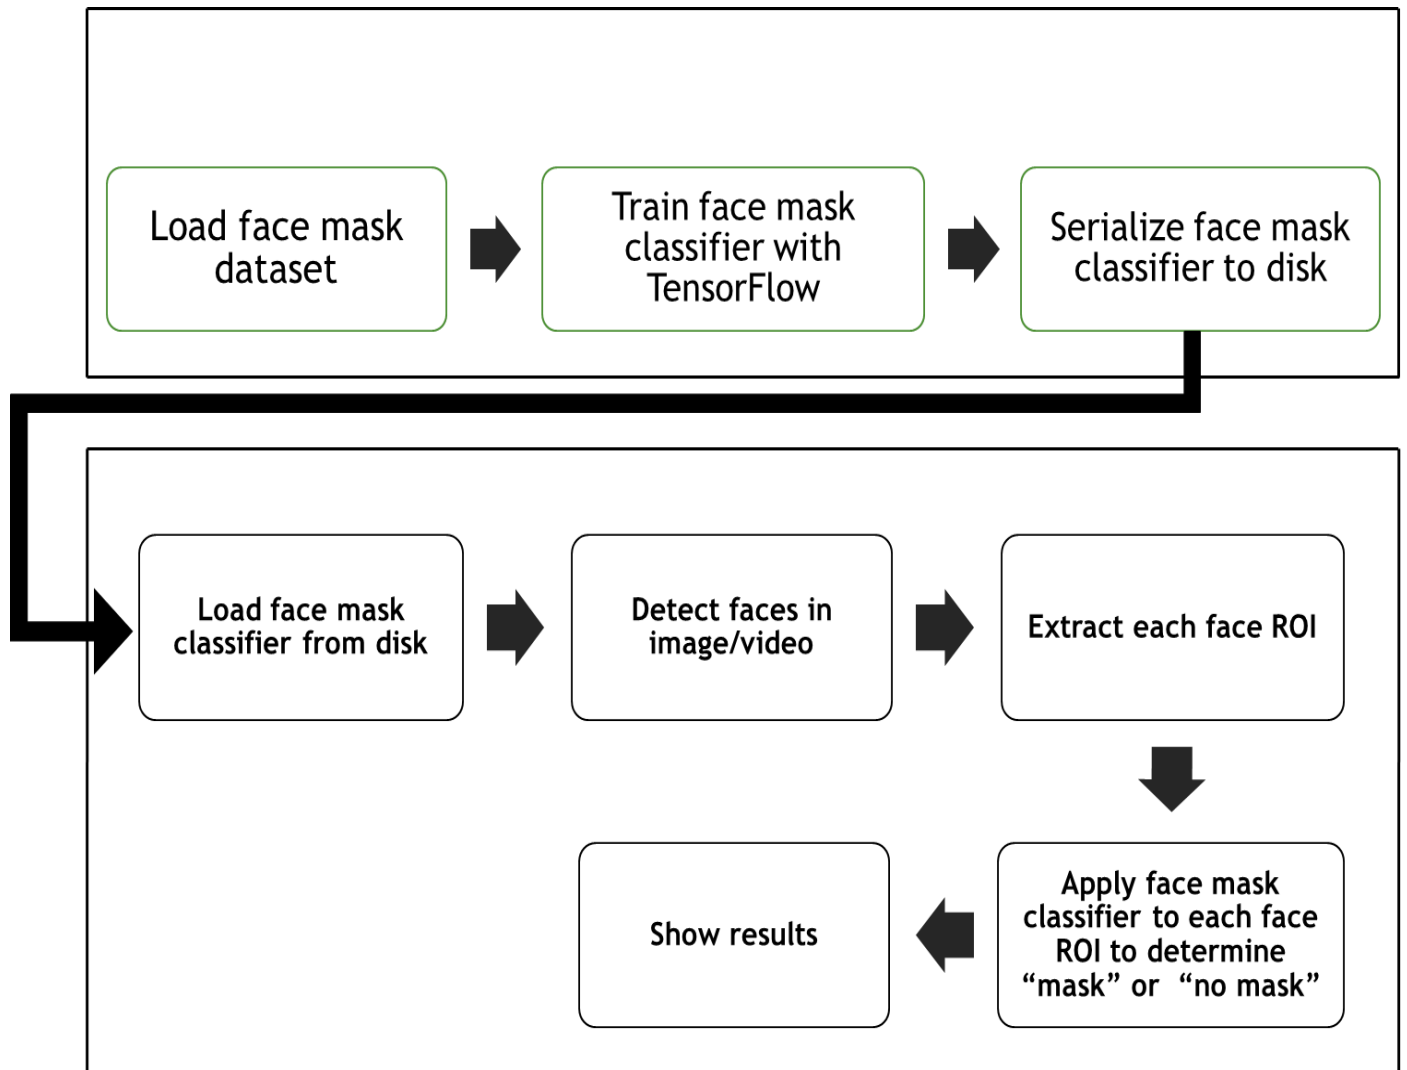 Load face mask
dataset
Train face mask
classifier with
TensorFlow
Serialize face mask
classifier to disk
Load face mask
classifier from disk
Detect faces in
image/video
Extract each face ROI
Apply face mask
classifier to each face
ROI to determine
“mask” or “no mask”
Show results